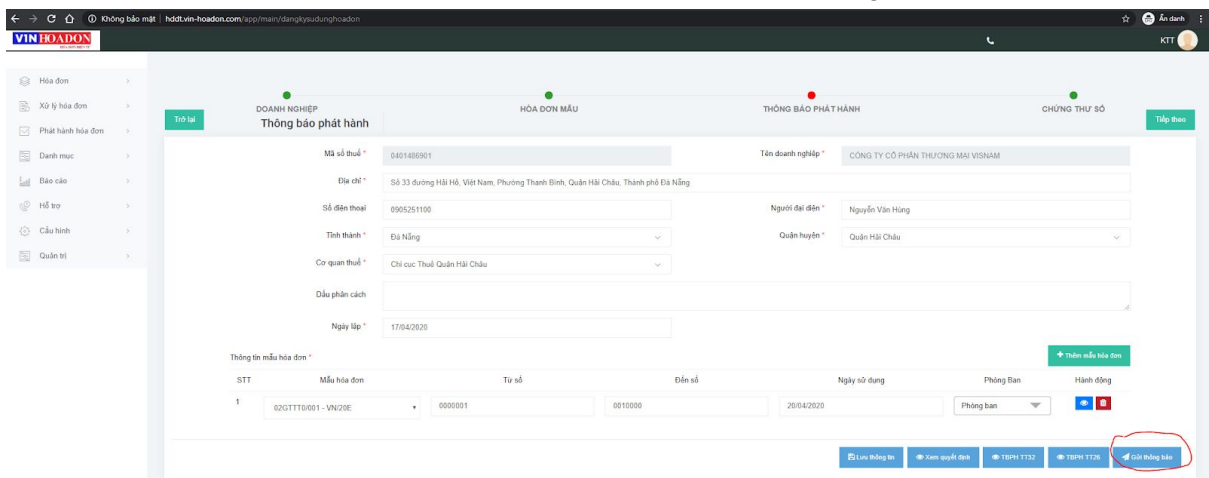 Không bảo mật | hddt.vin-hoadon.com/app/main/dangkysudunghoadon Ẩn danh
VIN HOADON
KTT
Hóa đơn
Xử lý hóa đơn
Phát hành hóa đơn
Danh mục
Báo cáo
Hỗ trợ
Cấu hình
Quản trị
DOANH NGHIỆP HÓA ĐƠN MẪU THÔNG BÁO PHÁT HÀNH CHỨNG THƯ SỐ
Trở lại Thông báo phát hành Tiếp theo
Mã số thuế * 0401486901 Tên doanh nghiệp * CÔNG TY CỔ PHẦN THƯƠNG MẠI VISNAM
Địa chỉ * Số 33 đường Hải Hồ, Việt Nam, Phường Thanh Bình, Quận Hải Châu, Thành phố Đà Nẵng
Số điện thoại 0905251100 Người đại diện * Nguyễn Văn Hùng
Tỉnh thành * Đà Nẵng Quận huyện * Quận Hải Châu
Cơ quan thuế * Chi cục Thuế Quận Hải Châu
Dấu phân cách
Ngày lập * 17/04/2020
Thông tin mẫu hóa đơn * + Thêm mẫu hóa đơn
STT Mẫu hóa đơn Từ số Đến số Ngày sử dụng Phòng Ban Hành động
1 02GTTT0/001 - VN/20E 0000001 0010000 20/04/2020 Phòng ban
Lưu thông tin Xem quyết định TBPH TT32 TBPH TT26 Gửi thông báo